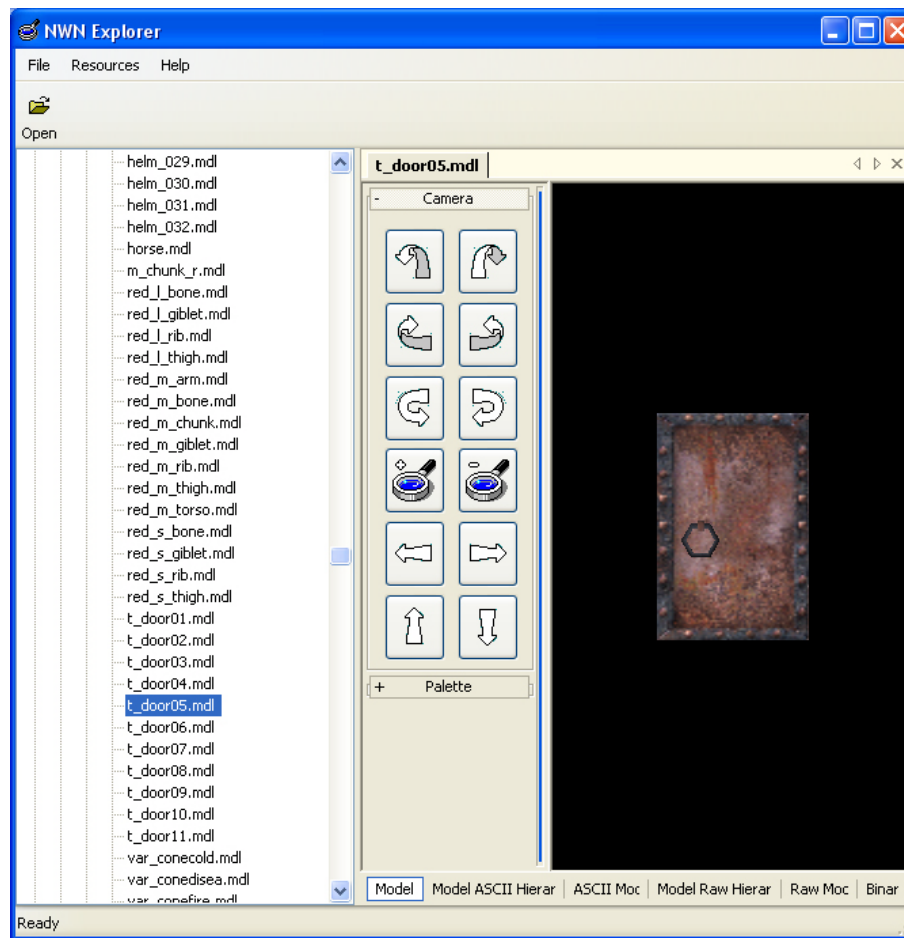 NWN Explorer
File Resources Help
Open
helm_029.mdl
helm_030.mdl
helm_031.mdl
helm_032.mdl
horse.mdl
m_chunk_r.mdl
red_l_bone.mdl
red_l_giblet.mdl
red_l_rib.mdl
red_l_thigh.mdl
red_m_arm.mdl
red_m_bone.mdl
red_m_chunk.mdl
red_m_giblet.mdl
red_m_rib.mdl
red_m_thigh.mdl
red_m_torso.mdl
red_s_bone.mdl
red_s_giblet.mdl
red_s_rib.mdl
red_s_thigh.mdl
t_door01.mdl
t_door02.mdl
t_door03.mdl
t_door04.mdl
t_door05.mdl
t_door06.mdl
t_door07.mdl
t_door08.mdl
t_door09.mdl
t_door10.mdl
t_door11.mdl
var_conecold.mdl
var_conedisea.mdl
var_conefire.mdl
t_door05.mdl
- Camera
+ Palette
Model Model ASCII Hierar ASCII Moc Model Raw Hierar Raw Moc Binar
Ready